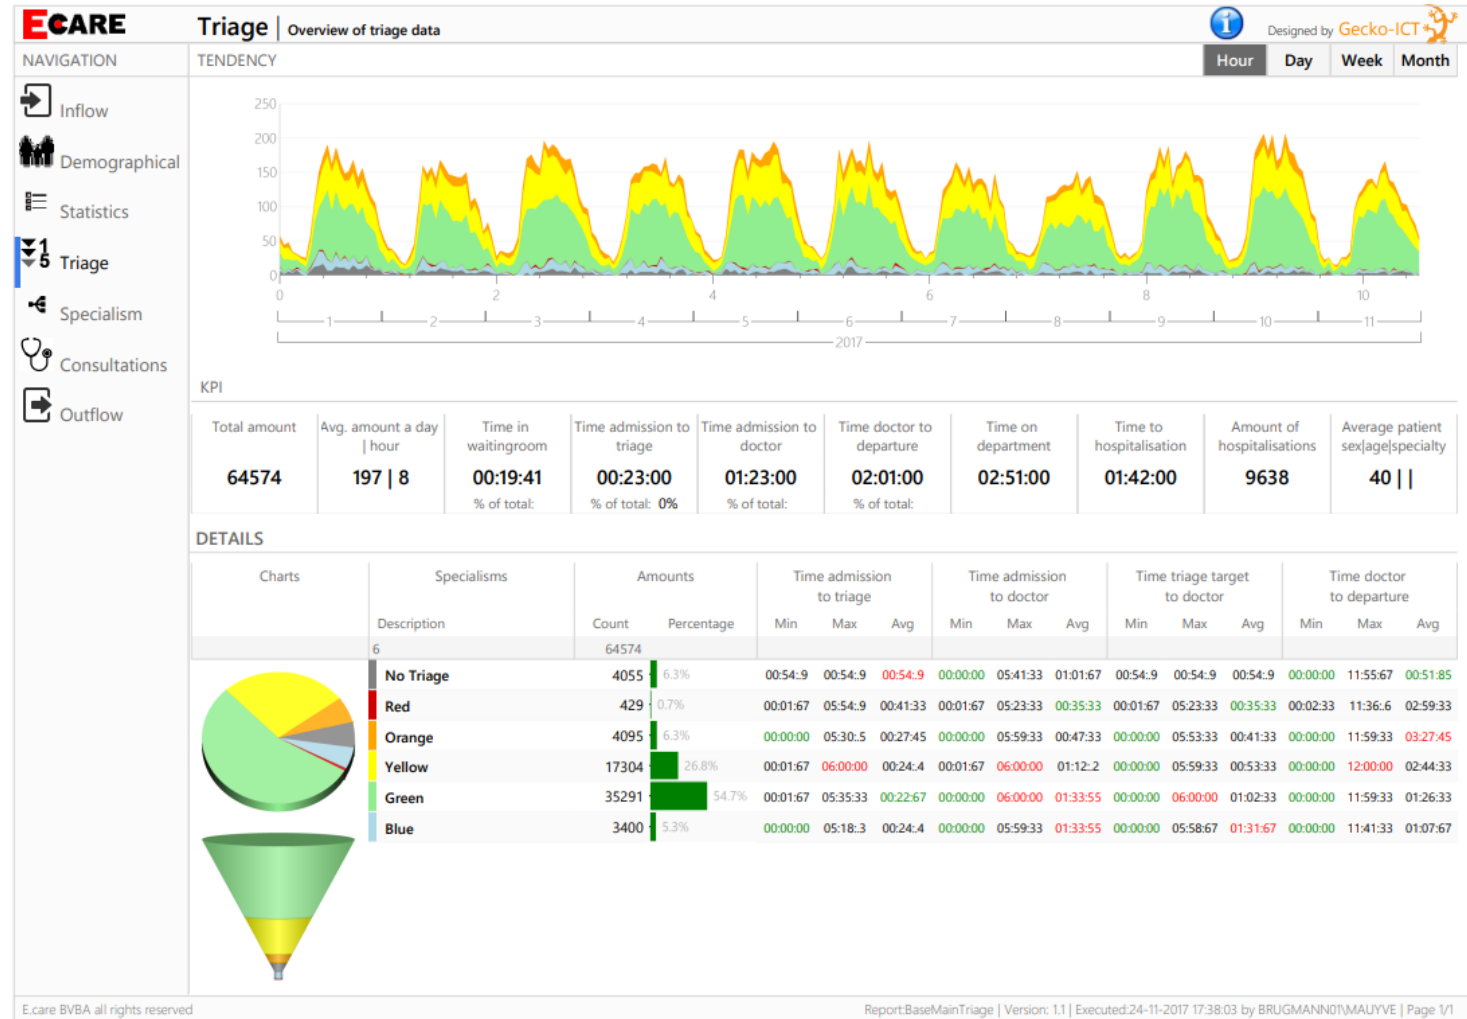 ECARE
Triage | Overview of triage data
Designed by Gecko-ICT
NAVIGATION
TENDENCY
Hour Day Week Month
Inflow
Demographical
Statistics
Triage
Specialism
Consultations
Outflow
250
200
150
100
50
0
0 2 4 6 8 10
1 2 3 4 5 6 7 8 9 10 11
2017
KPI
Total amount
64574
Avg. amount a day
| hour
197 | 8
Time in
waitingroom
00:19:41
% of total:
Time admission to
triage
00:23:00
% of total: 0%
Time admission to
doctor
01:23:00
% of total:
Time doctor to
departure
02:01:00
% of total:
Time on
department
02:51:00
Time to
hospitalisation
01:42:00
Amount of
hospitalisations
9638
Average patient
sex|age|specialty
40 | |
DETAILS
Charts Specialisms Amounts Time admission to triage Time admission to doctor Time triage target to doctor Time doctor to departure
Description Count Percentage Min Max Avg Min Max Avg Min Max Avg Min Max Avg
6 64574
No Triage 4055 6.3% 00:54:.9 00:54:.9 00:54:.9 00:00:00 05:41:33 01:01:67 00:54:.9 00:54:.9 00:54:.9 00:00:00 11:55:67 00:51:85
Red 429 0.7% 00:01:67 05:54:.9 00:41:33 00:01:67 05:23:33 00:35:33 00:01:67 05:23:33 00:35:33 00:02:33 11:36:.6 02:59:33
Orange 4095 6.3% 00:00:00 05:30:.5 00:27:45 00:00:00 05:59:33 00:47:33 00:00:00 05:53:33 00:41:33 00:00:00 11:59:33 03:27:45
Yellow 17304 26.8% 00:01:67 06:00:00 00:24:.4 00:01:67 06:00:00 01:12:.2 00:00:00 05:59:33 00:53:33 00:00:00 12:00:00 02:44:33
Green 35291 54.7% 00:01:67 05:35:33 00:22:67 00:00:00 06:00:00 01:33:55 00:00:00 06:00:00 01:02:33 00:00:00 11:59:33 01:26:33
Blue 3400 5.3% 00:00:00 05:18:.3 00:24:.4 00:00:00 05:59:33 01:33:55 00:00:00 05:58:67 01:31:67 00:00:00 11:41:33 01:07:67
E.care BVBA all rights reserved
Report:BaseMainTriage | Version: 1.1 | Executed:24-11-2017 17:38:03 by BRUGMANN01\MAUYVE | Page 1/1